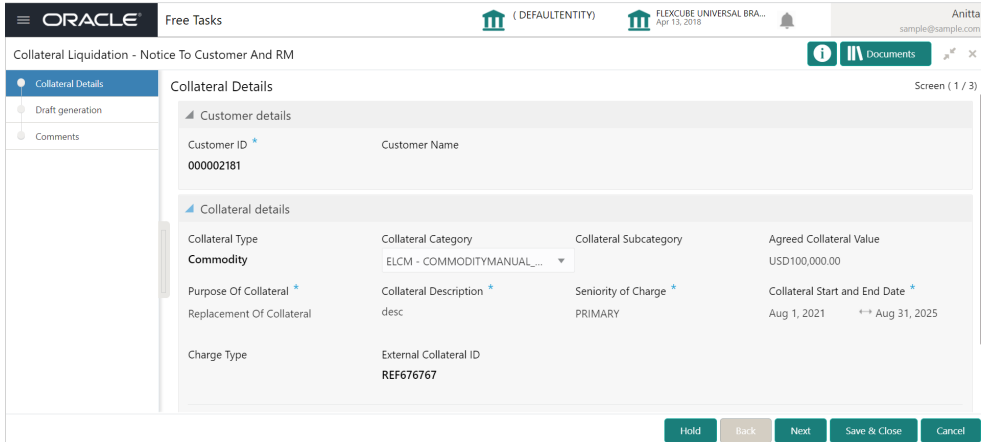 ORACLE Free Tasks ( DEFAULTENTITY) FLEXCUBE UNIVERSAL BRA... Anitta
Apr 13, 2018 sample@sample.com
Collateral Liquidation - Notice To Customer And RM Documents
Collateral Details
Draft generation
Comments
Collateral Details Screen ( 1 / 3)
Customer details
Customer ID * Customer Name
000002181
Collateral details
Collateral Type Collateral Category Collateral Subcategory Agreed Collateral Value
Commodity ELCM - COMMODITYMANUAL_... USD100,000.00
Purpose Of Collateral * Collateral Description * Seniority of Charge * Collateral Start and End Date *
Replacement Of Collateral desc PRIMARY Aug 1, 2021 ↔ Aug 31, 2025
Charge Type External Collateral ID
REF676767
Hold Back Next Save & Close Cancel